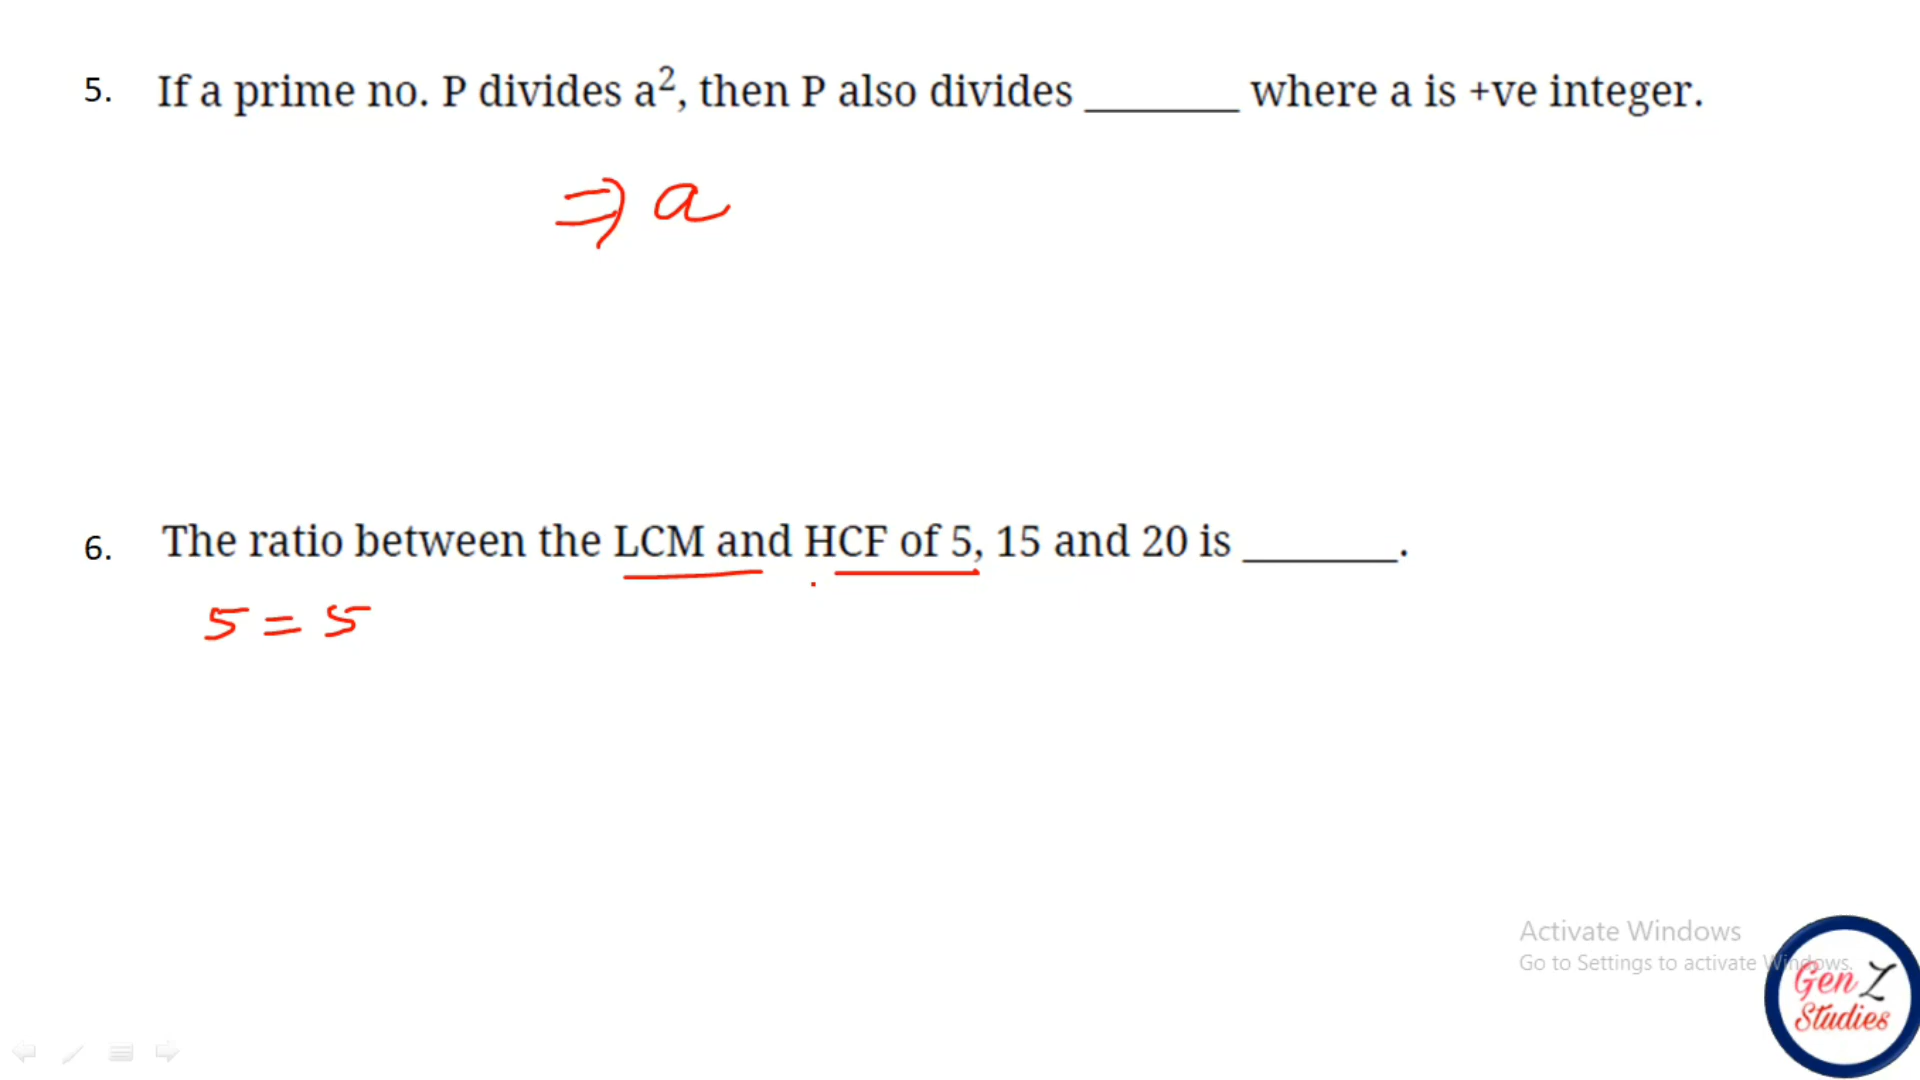 5. If a prime no. P divides a², then P also divides _______ where a is +ve integer.
⇒ a
6. The ratio between the LCM and HCF of 5, 15 and 20 is _______.
5 = 5
Activate Windows
Go to Settings to activate Windows.
Gen Z
Studies